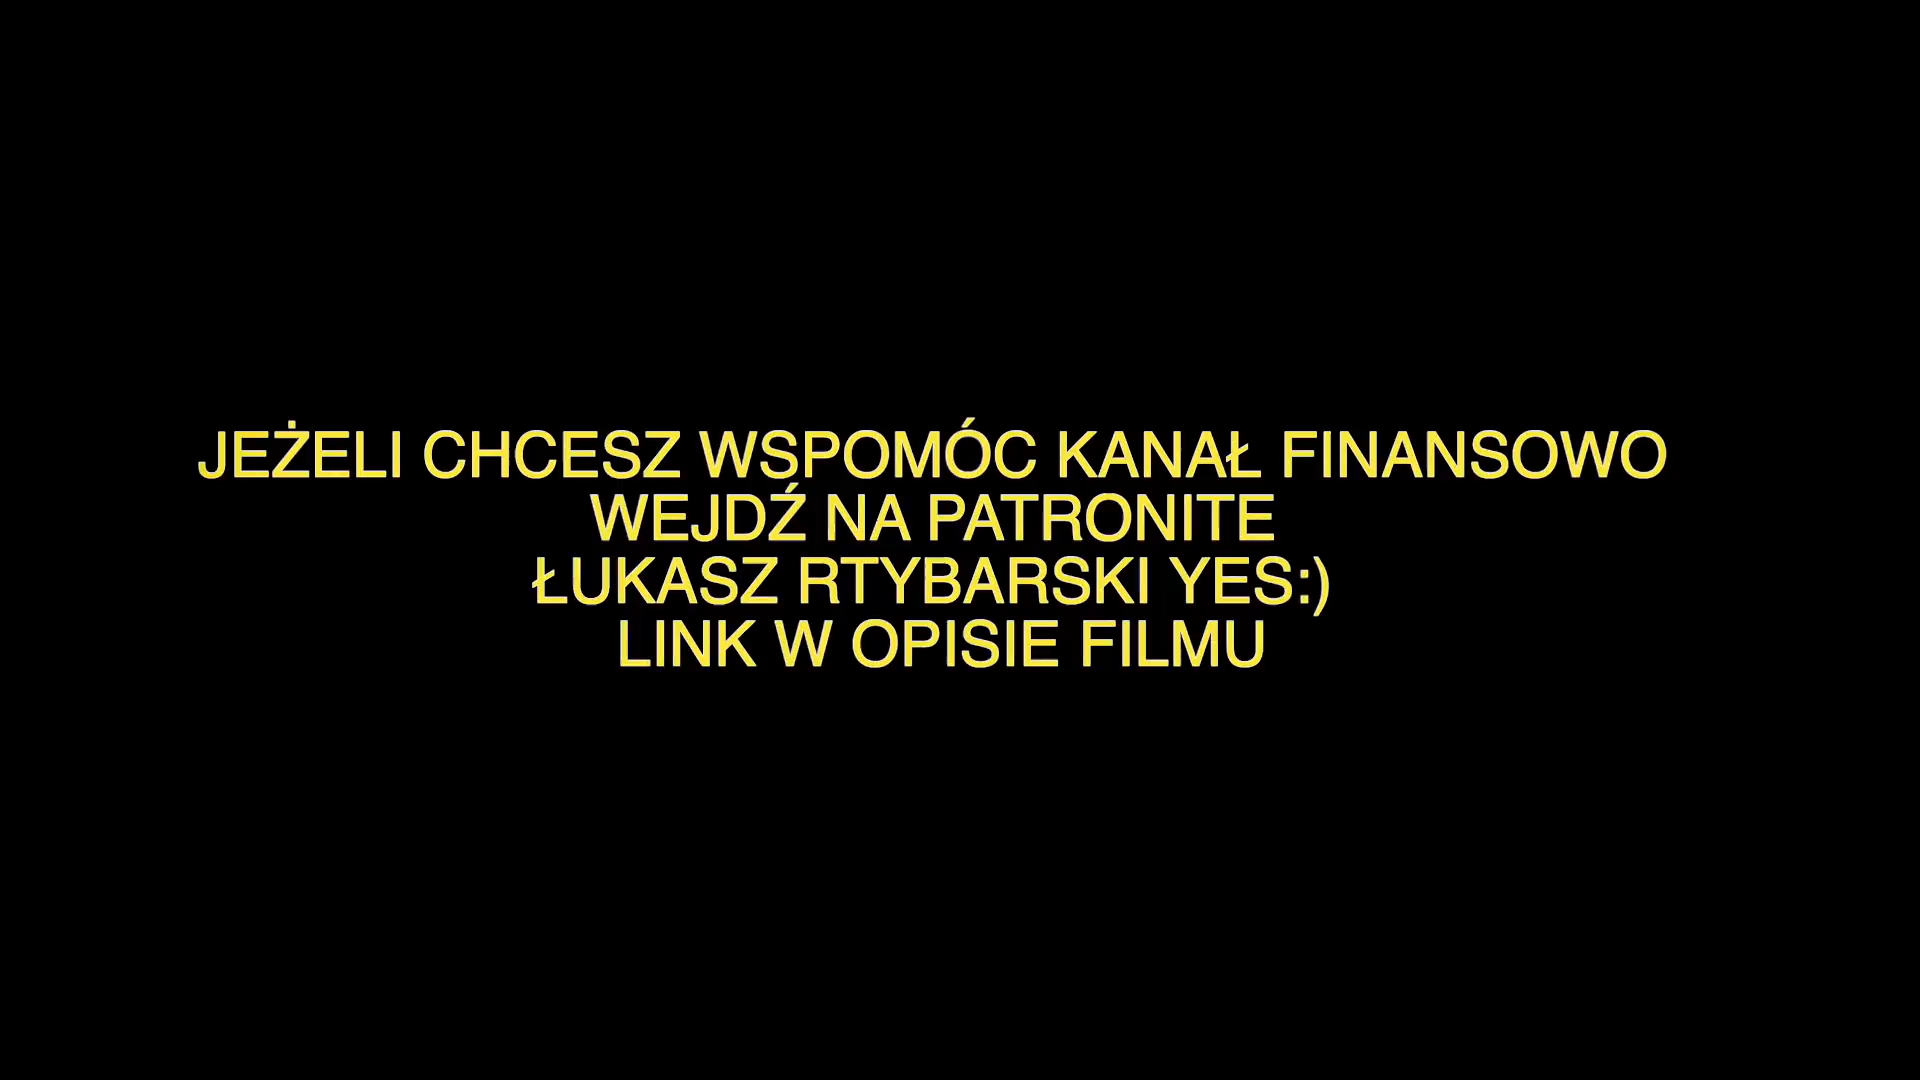 JEŻELI CHCESZ WSPOMÓC KANAŁ FINANSOWO
WEJDŹ NA PATRONITE
ŁUKASZ RTYBARSKI YES:)
LINK W OPISIE FILMU